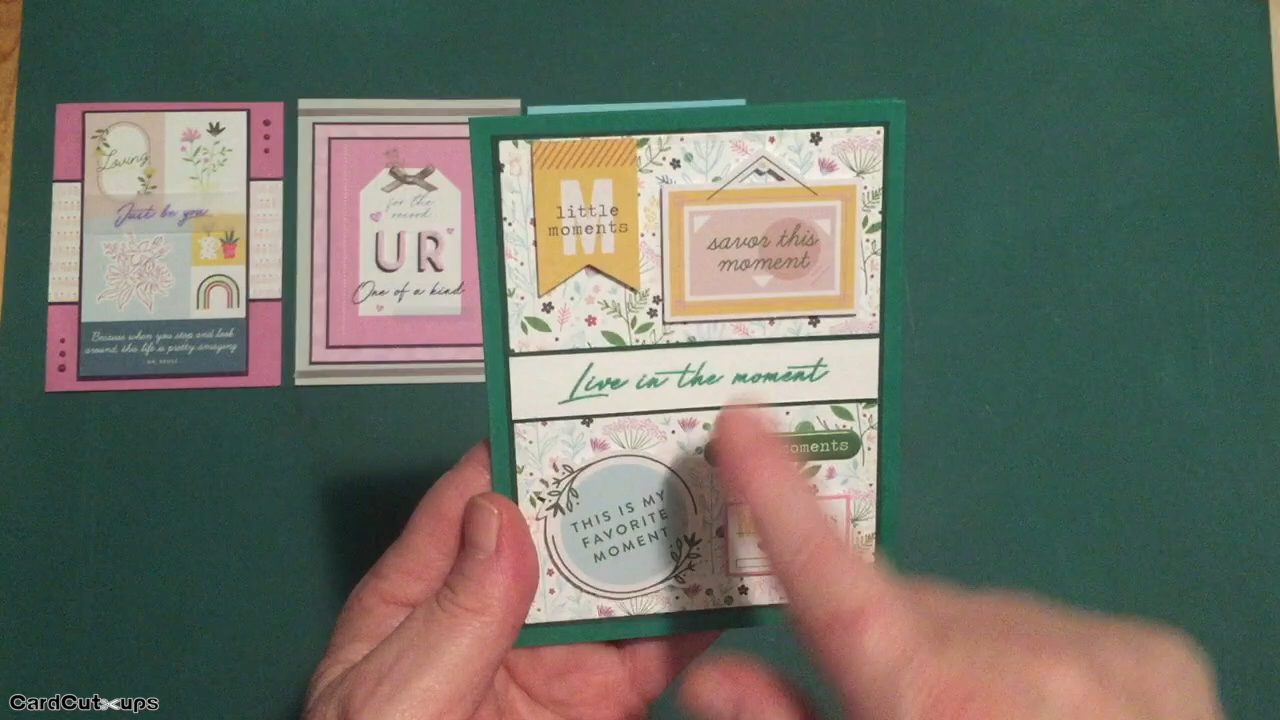 Loving
Just be you
Because when you stop and look
around, this life is pretty amazing
DR. SEUSS
for the
record
UR
One of a kind
M
little
moments
savor this
moment
Live in the moment
THIS IS MY
FAVORITE
MOMENT
CardCutups